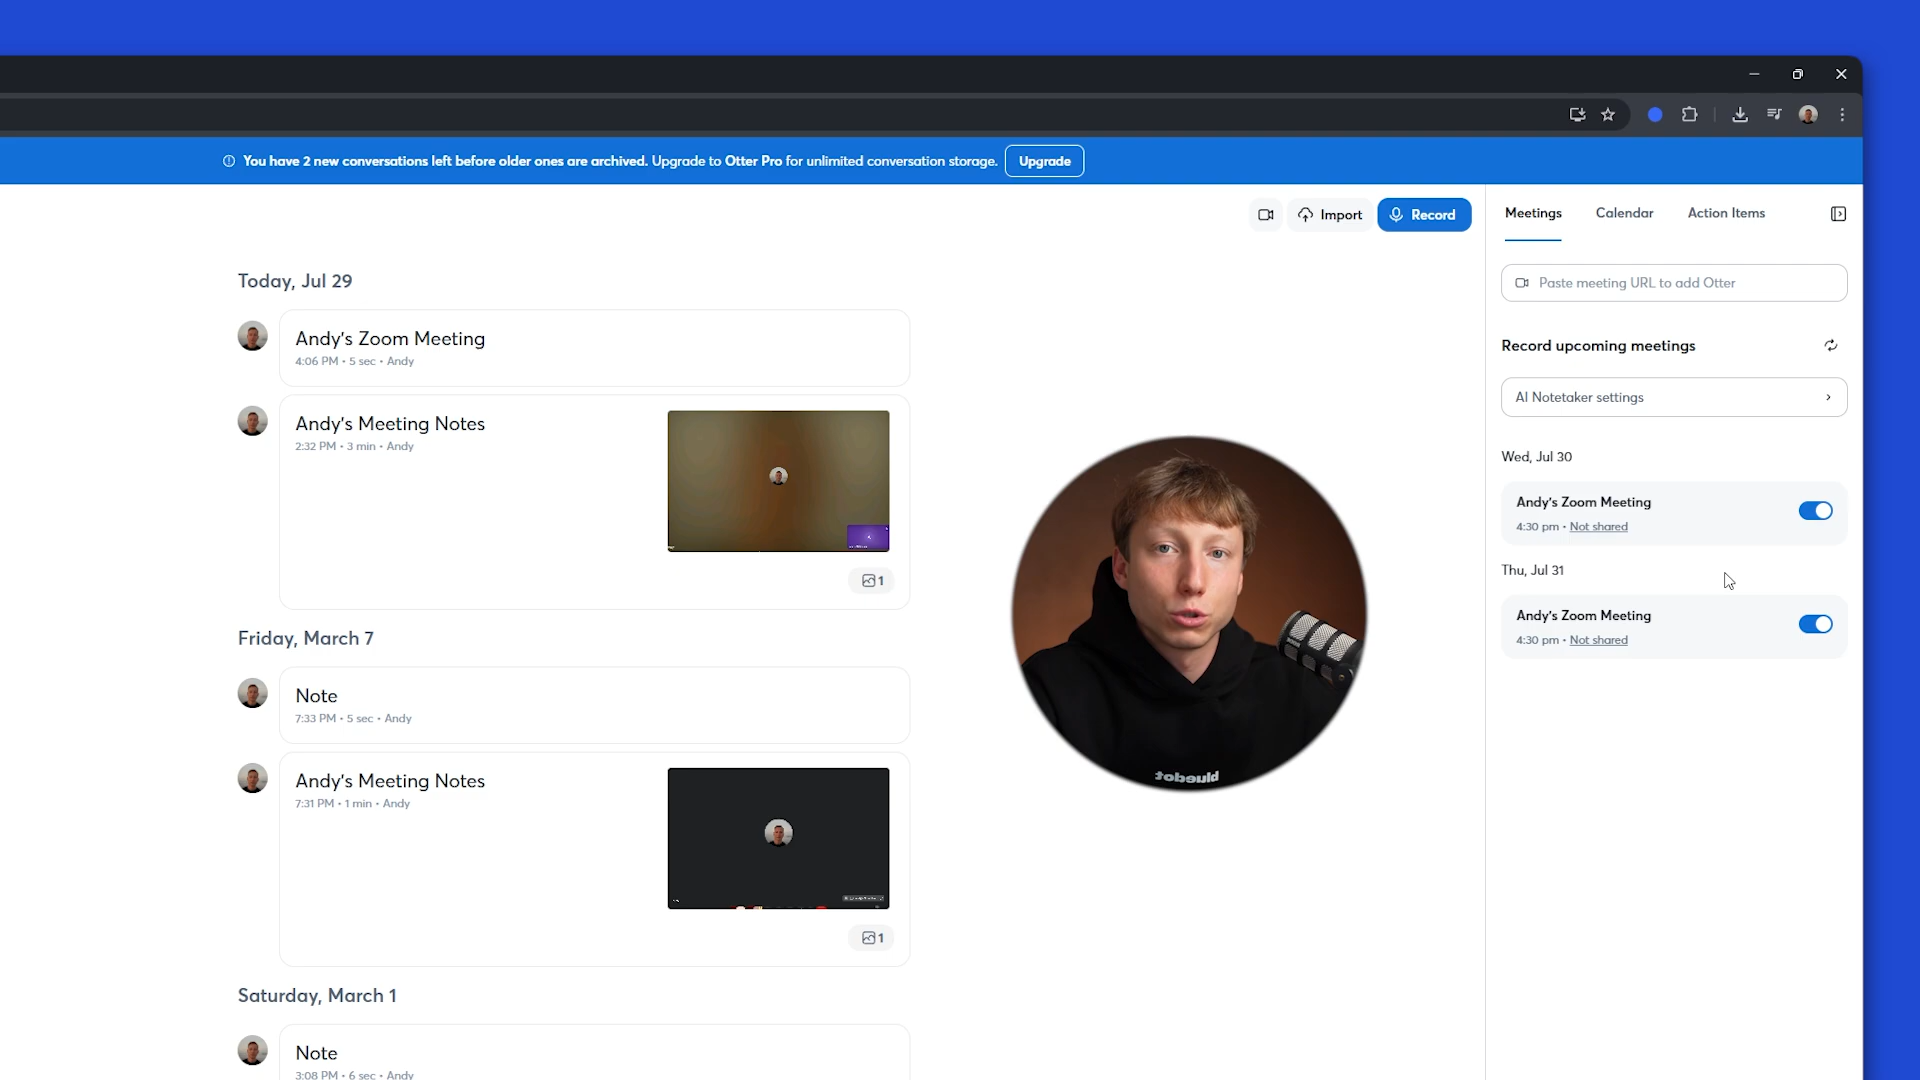 You have 2 new conversations left before older ones are archived. Upgrade to Otter Pro for unlimited conversation storage. Upgrade
Import
Record
Meetings
Calendar
Action Items
Paste meeting URL to add Otter
Record upcoming meetings
AI Notetaker settings
Wed, Jul 30
Andy's Zoom Meeting
4:30 pm • Not shared
Thu, Jul 31
Andy's Zoom Meeting
4:30 pm • Not shared
Today, Jul 29
Andy's Zoom Meeting
4:06 PM • 5 sec • Andy
Andy's Meeting Notes
2:32 PM • 3 min • Andy
1
Friday, March 7
Note
7:33 PM • 5 sec • Andy
Andy's Meeting Notes
7:31 PM • 1 min • Andy
1
Saturday, March 1
Note
3:08 PM • 6 sec • Andy
bluedot